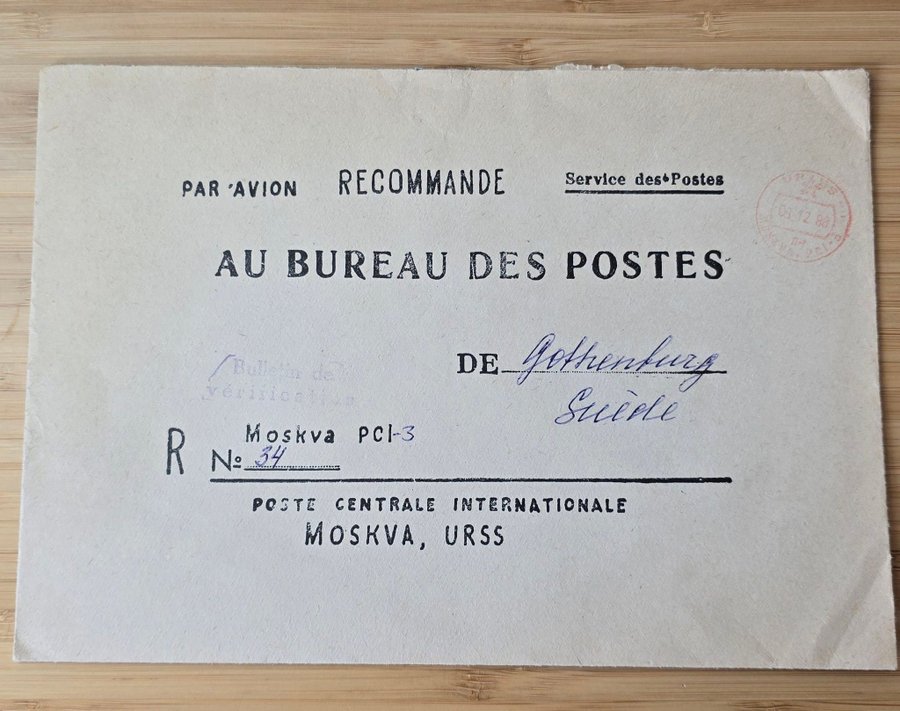 PAR AVION RECOMMANDE Service des Postes
AU BUREAU DES POSTES
DE Gothenburg
Suède
Bulletin de
vérification
Moskva PCI-3
R № 34
POSTE CENTRALE INTERNATIONALE
MOSKVA, URSS